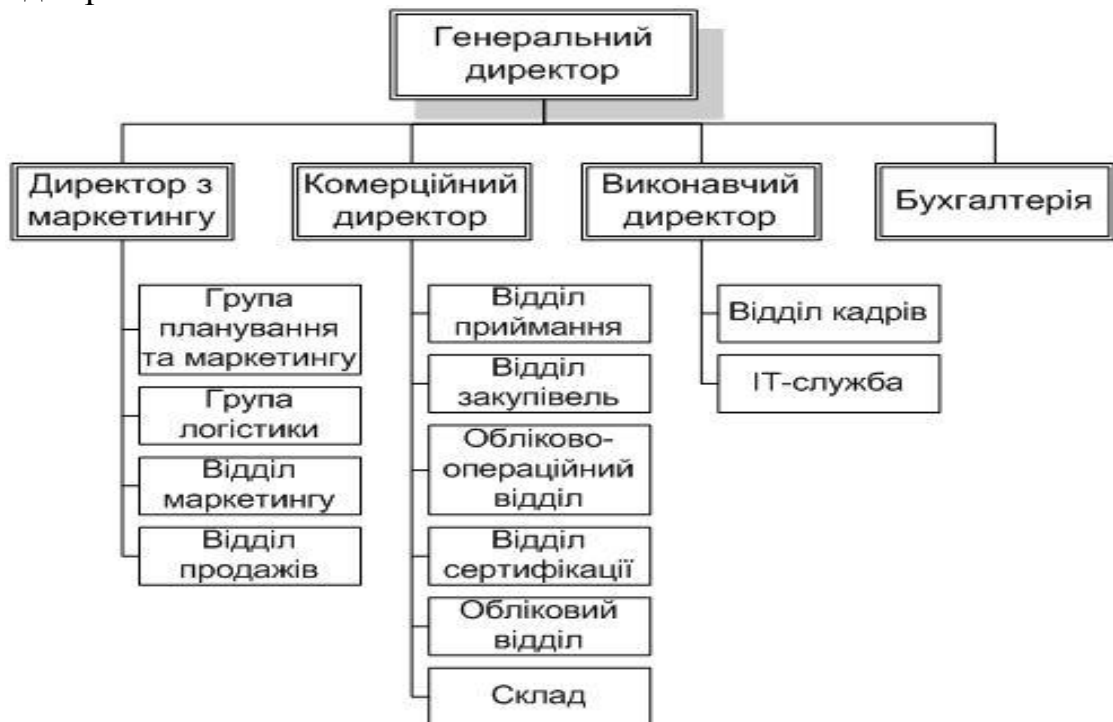 Генеральний
директор
Директор з
маркетингу
Комерційний
директор
Виконавчий
директор
Бухгалтерія
Група
планування
та маркетингу
Група
логістики
Відділ
маркетингу
Відділ
продажів
Відділ
приймання
Відділ
закупівель
Обліково-
операційний
відділ
Відділ
сертифікації
Обліковий
відділ
Склад
Відділ кадрів
ІТ-служба